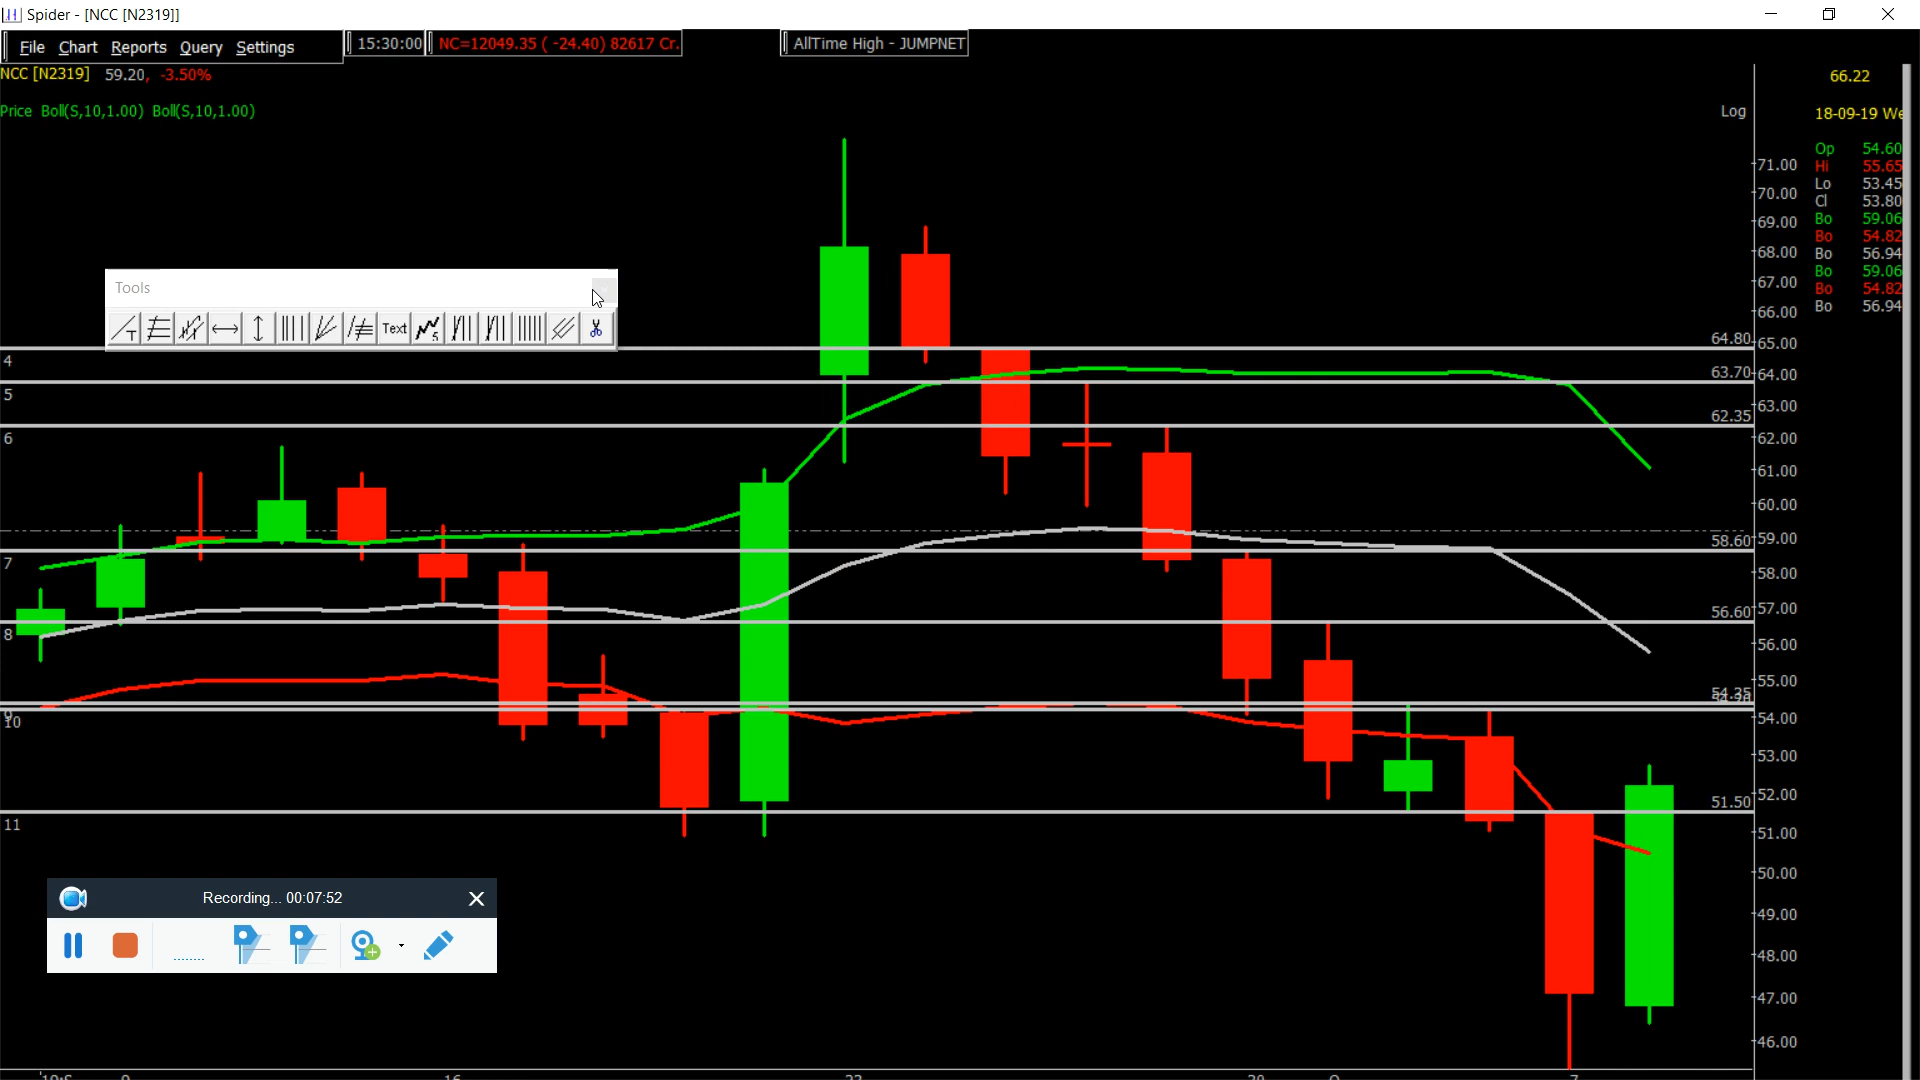 Spider - [NCC [N2319]]
File Chart Reports Query Settings
15:30:00
NC=12049.35 ( -24.40) 82617 Cr.
AllTime High - JUMPNET
NCC [N2319] 59.20, -3.50%
Price Boll(S,10,1.00) Boll(S,10,1.00)
Log
66.22
18-09-19 We
Op 54.60
Hi 55.65
Lo 53.45
Cl 53.80
Bo 59.06
Bo 54.82
Bo 56.94
Bo 59.06
Bo 54.82
Bo 56.94
Tools
Text
71.00
70.00
69.00
68.00
67.00
66.00
65.00
64.00
63.00
62.00
61.00
60.00
59.00
58.00
57.00
56.00
55.00
54.00
53.00
52.00
51.00
50.00
49.00
48.00
47.00
46.00
4 64.80
5 63.70
6 62.35
7 58.60
8 56.60
9 54.35
10
11 51.50
Recording... 00:07:52